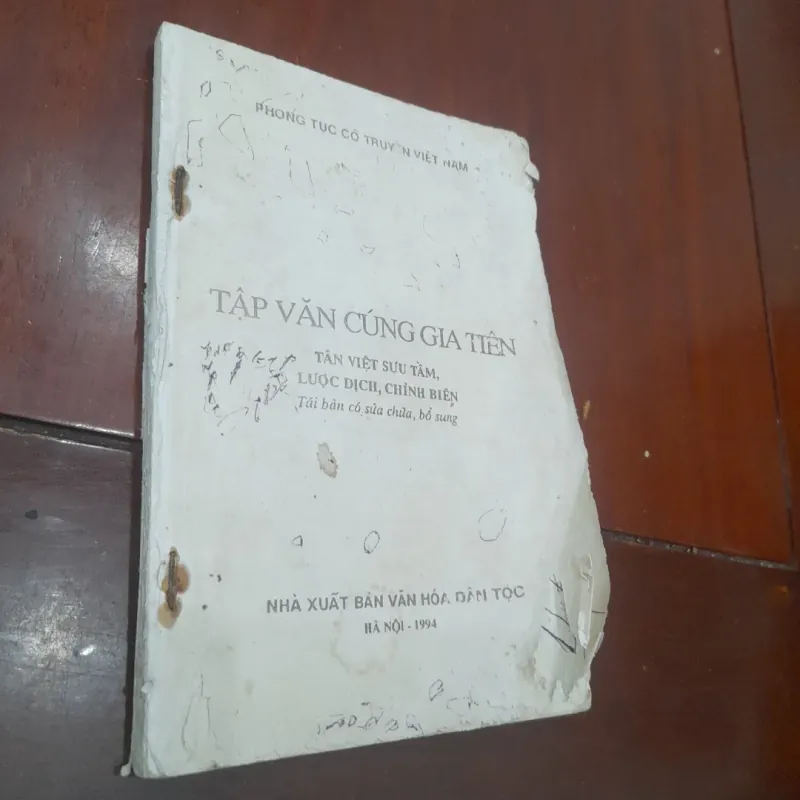 PHONG TỤC CỔ TRUYỀN VIỆT NAM
TẬP VĂN CÚNG GIA TIÊN
TÂN VIỆT SƯU TẦM,
LƯỢC DỊCH, CHỈNH BIÊN
Tái bản có sửa chữa, bổ sung
NHÀ XUẤT BẢN VĂN HÓA DÂN TỘC
HÀ NỘI - 1994